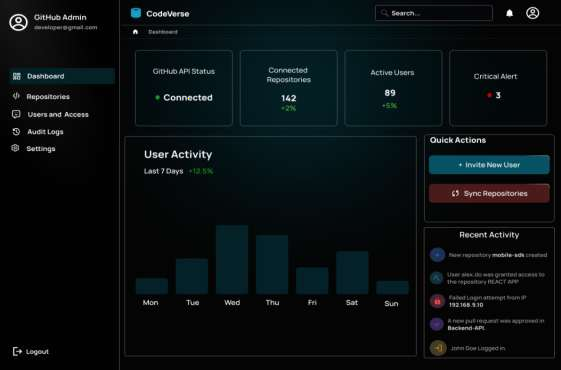 GitHub Admin
developer@gmail.com
Dashboard
Repositories
Users and Access
Audit Logs
Settings
Logout
CodeVerse
Search...
Dashboard
GitHub API Status
Connected
Connected
Repositories
142
+2%
Active Users
89
+5%
Critical Alert
3
User Activity
Last 7 Days +12.5%
Mon Tue Wed Thu Fri Sat Sun
Quick Actions
+ Invite New User
Sync Repositories
Recent Activity
New repository mobile-sdk created
User alex.do was granted access to
the repository REACT APP
Failed Login attempt from IP
192.168.9.10
A new pull request was approved in
Backend-API.
John Doe Logged in.